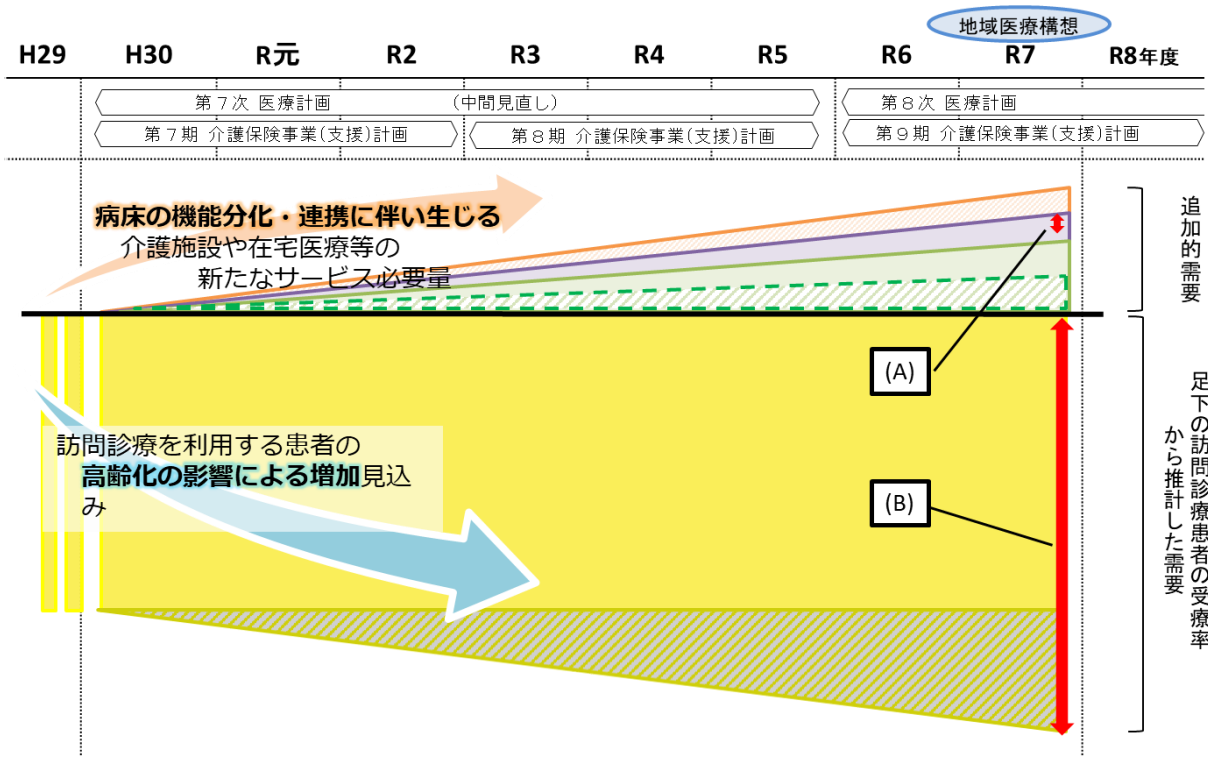 地域医療構想
H29 H30 R元 R2 R3 R4 R5 R6 R7 R8年度
第7次 医療計画 (中間見直し) 第8次 医療計画
第7期 介護保険事業(支援)計画 第8期 介護保険事業(支援)計画 第9期 介護保険事業(支援)計画
病床の機能分化・連携に伴い生じる
介護施設や在宅医療等の
新たなサービス必要量
追加的需要
(A)
訪問診療を利用する患者の
高齢化の影響による増加見込
み
(B)
足下の訪問診療患者の受療率
から推計した需要